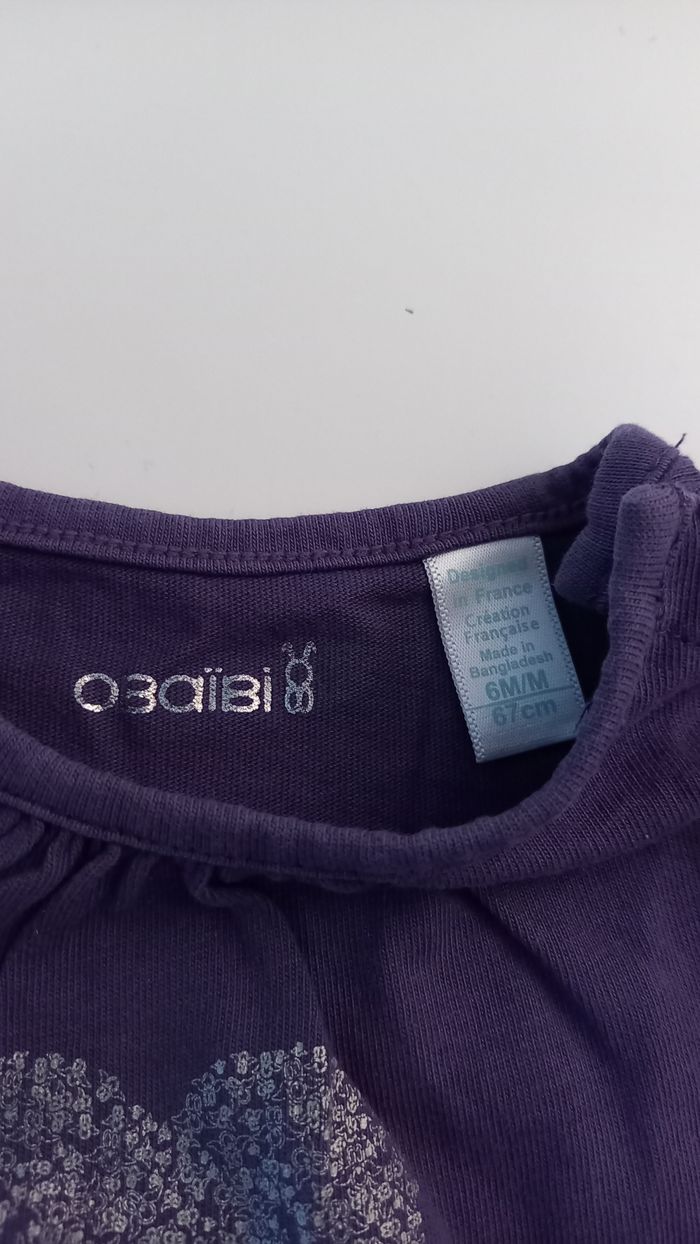 OBAÏBI
Designed
in France
Création
Française
Made in
Bangladesh
6M/M
67cm